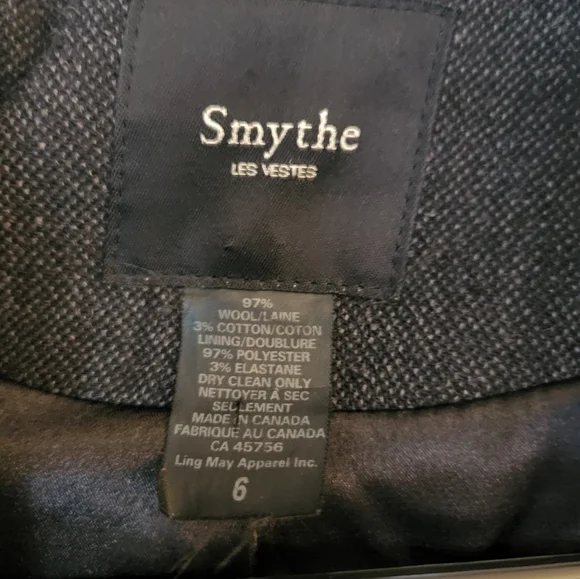 Smythe
LES VESTES
97%
WOOL/LAINE
3% COTTON/COTON
LINING/DOUBLURE
97% POLYESTER
3% ELASTANE
DRY CLEAN ONLY
NETTOYER À SEC
SEULEMENT
MADE IN CANADA
FABRIQUE AU CANADA
CA 45756
Ling May Apparel Inc.
6